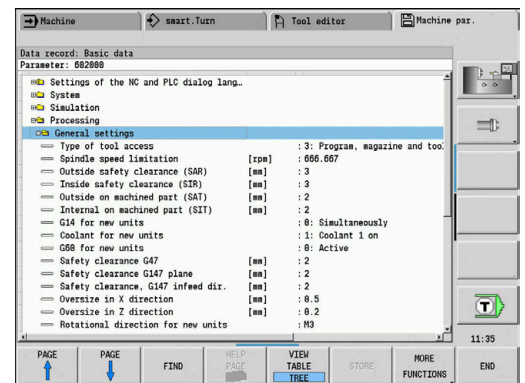 Machine
smart.Turn
Tool editor
Machine par.
Data record: Basic data
Parameter: 602000
Settings of the NC and PLC dialog lang…
System
Simulation
Processing
General settings
Type of tool access : 3: Program, magazine and tool
Spindle speed limitation [rpm] : 666.667
Outside safety clearance (SAR) [mm] : 3
Inside safety clearance (SIR) [mm] : 3
Outside on machined part (SAT) [mm] : 2
Internal on machined part (SIT) [mm] : 2
G14 for new units : 0: Simultaneously
Coolant for new units : 1: Coolant 1 on
G60 for new units : 0: Active
Safety clearance G47 [mm] : 2
Safety clearance G147 plane [mm] : 2
Safety clearance, G147 infeed dir. [mm] : 2
Oversize in X direction [mm] : 0.5
Oversize in Z direction [mm] : 0.2
Rotational direction for new units : M3
T
11:35
PAGE
PAGE
FIND
HELP PAGE
VIEW TABLE TREE
STORE
MORE FUNCTIONS
END